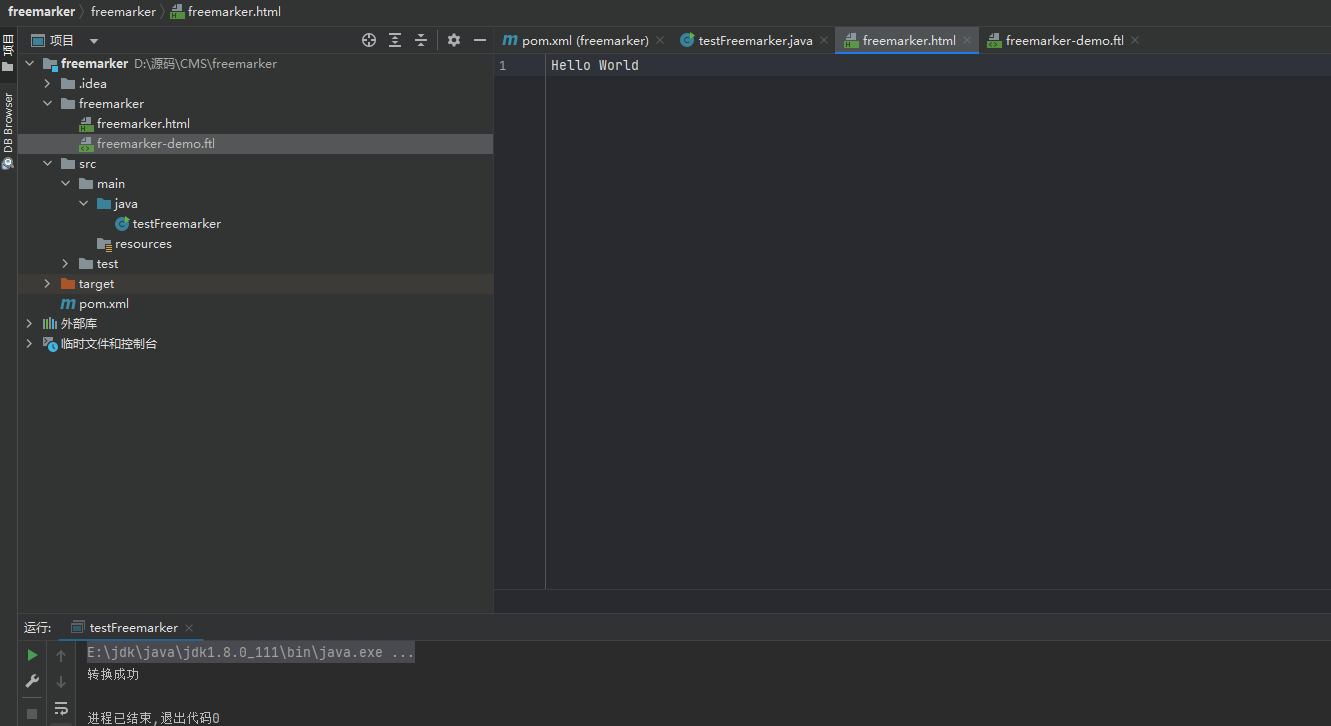 freemarker freemarker freemarker.html
项目
pom.xml (freemarker) testFreemarker.java freemarker.html freemarker-demo.ftl
项目
DB Browser
freemarker D:\源码\CMS\freemarker
.idea
freemarker
freemarker.html
freemarker-demo.ftl
src
main
java
testFreemarker
resources
test
target
pom.xml
外部库
临时文件和控制台
1 Hello World
运行: testFreemarker
E:\jdk\java\jdk1.8.0_111\bin\java.exe ...
转换成功
进程已结束,退出代码0